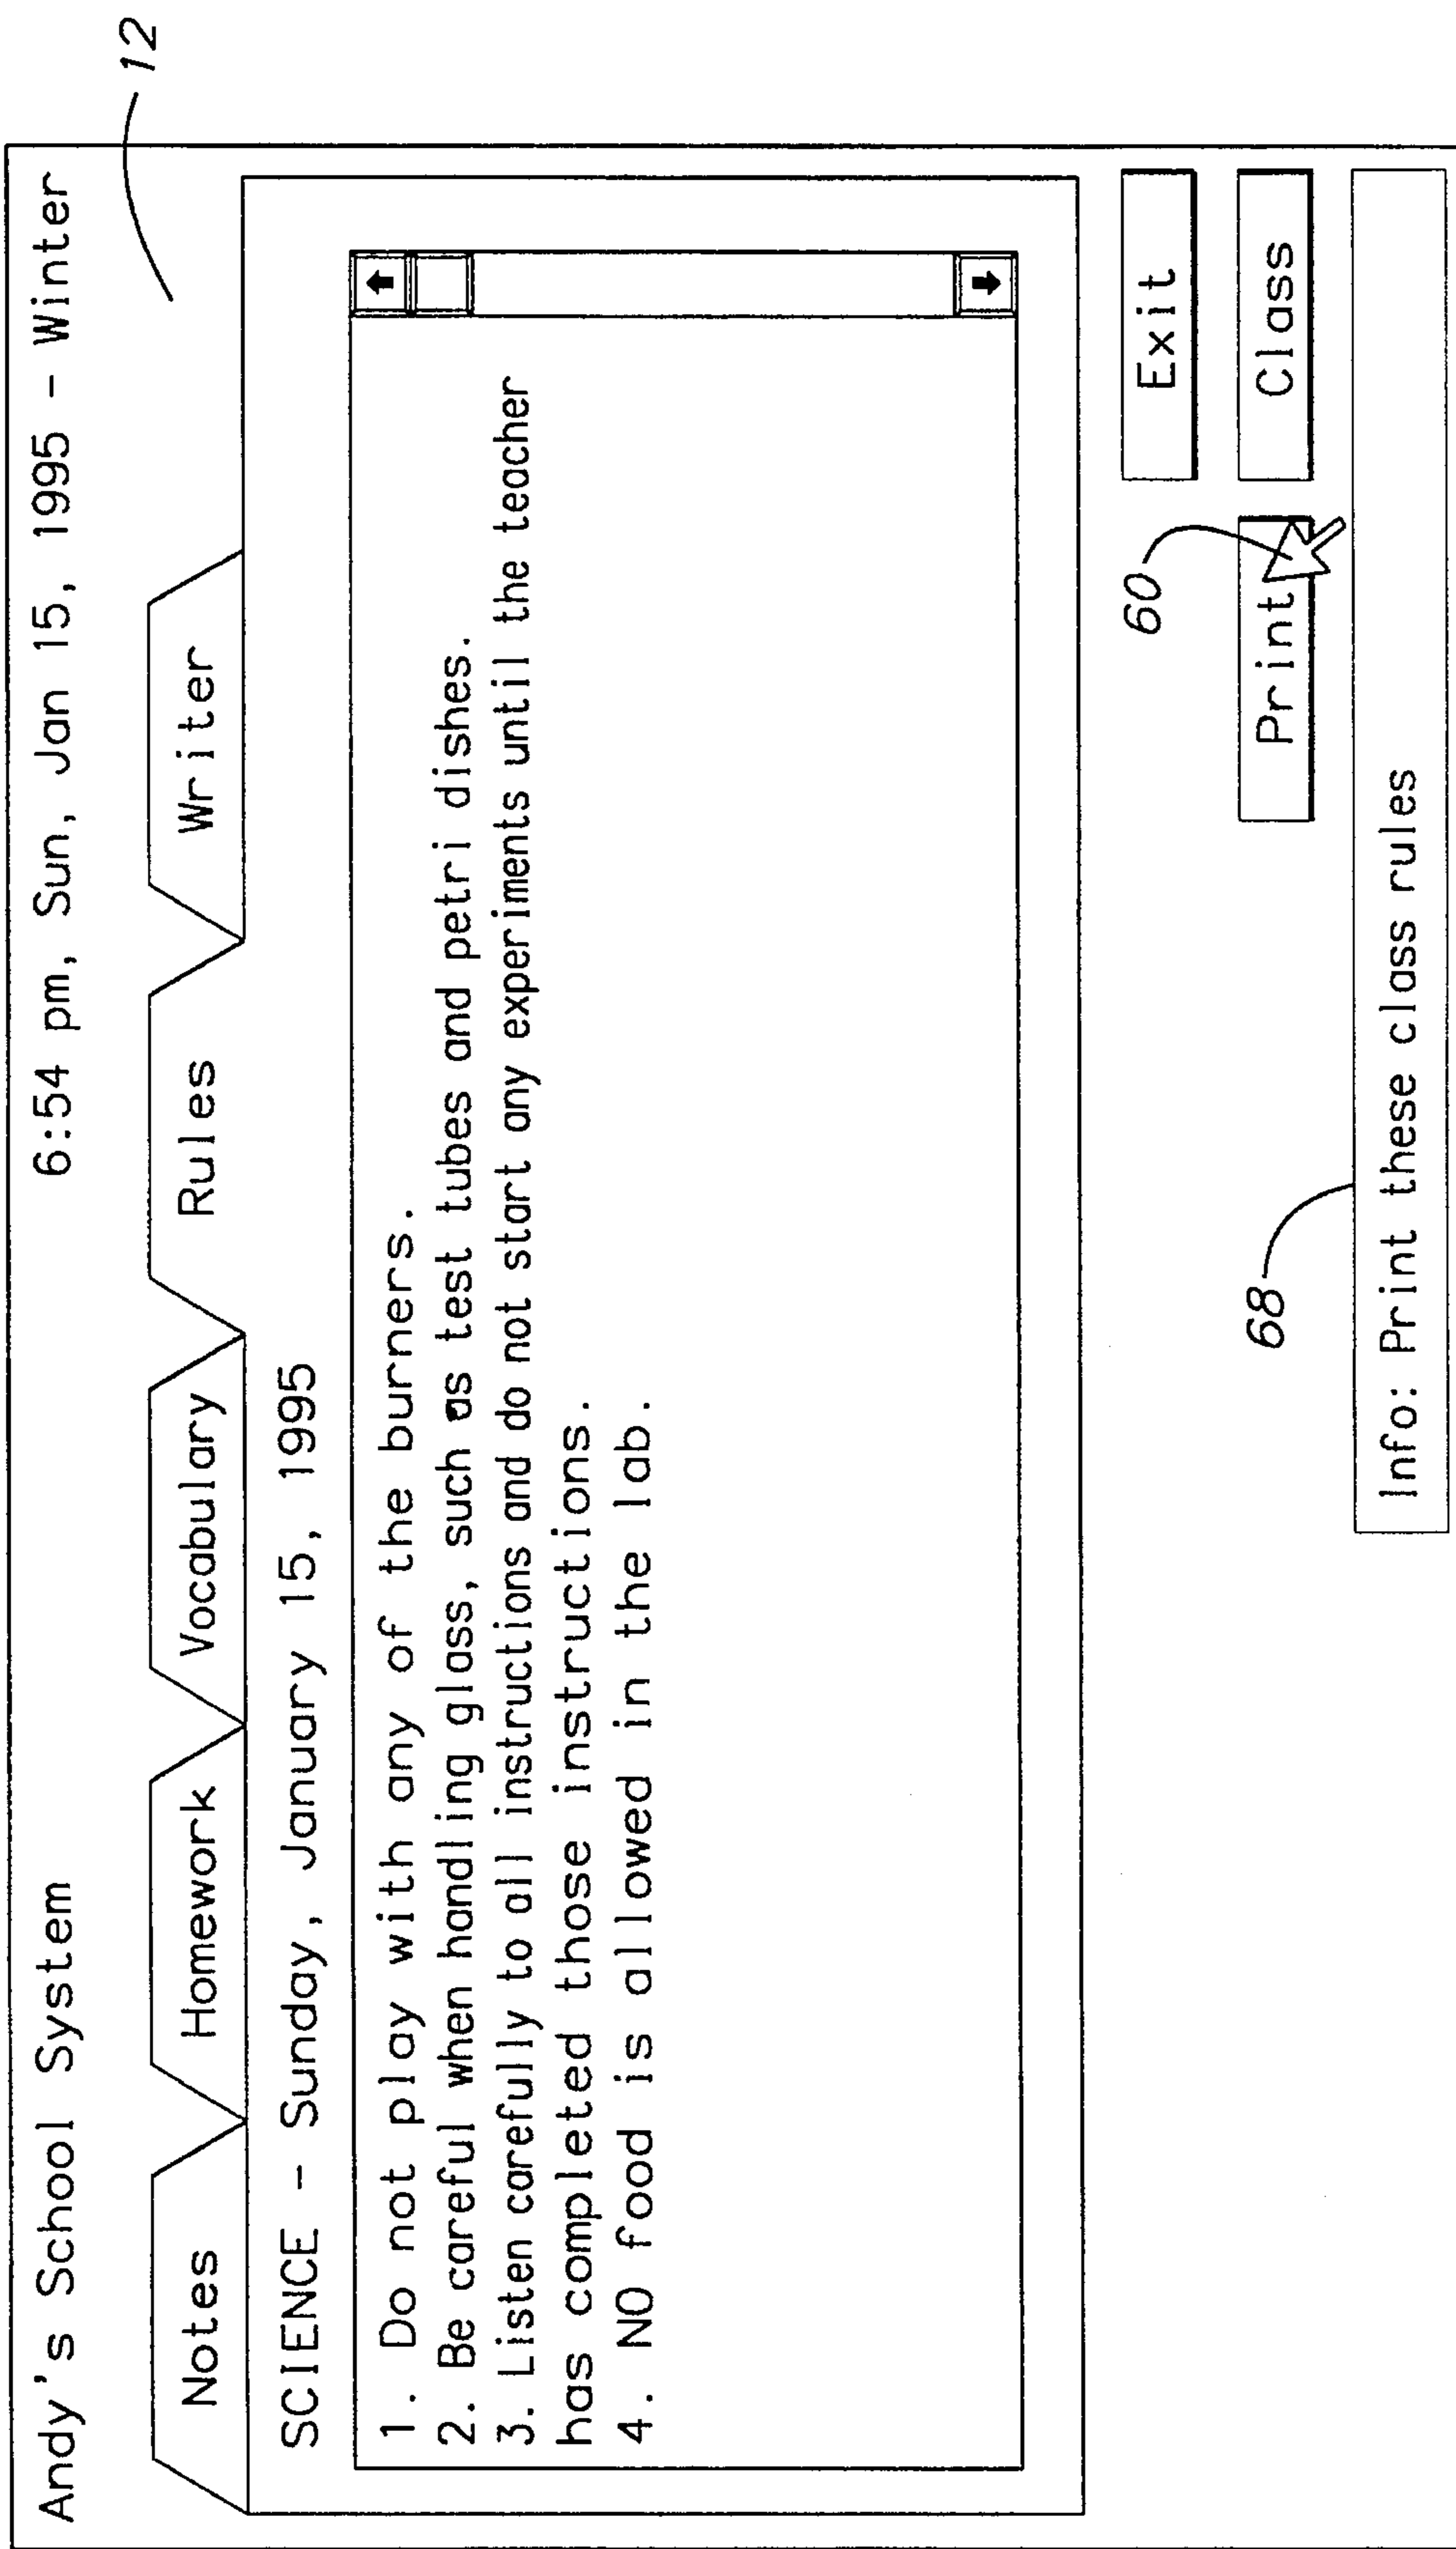 12
Andy's School System 6:54 pm, Sun, Jan 15, 1995 - Winter
Notes Homework Vocabulary Rules Writer
SCIENCE - Sunday, January 15, 1995
1. Do not play with any of the burners.
2. Be careful when handling glass, such as test tubes and petri dishes.
3. Listen carefully to all instructions and do not start any experiments until the teacher
has completed those instructions.
4. NO food is allowed in the lab.
60
Exit
68
Print Class
Info: Print these class rules